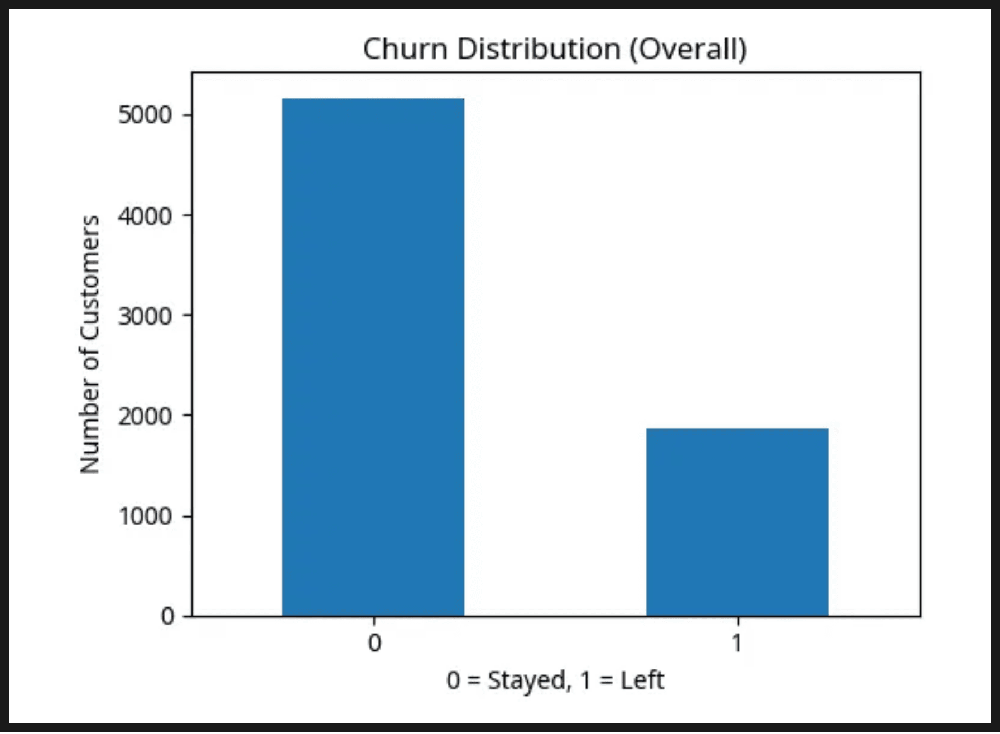 Churn Distribution (Overall)
5000
4000
3000
2000
1000
0
Number of Customers
0 1
0 = Stayed, 1 = Left